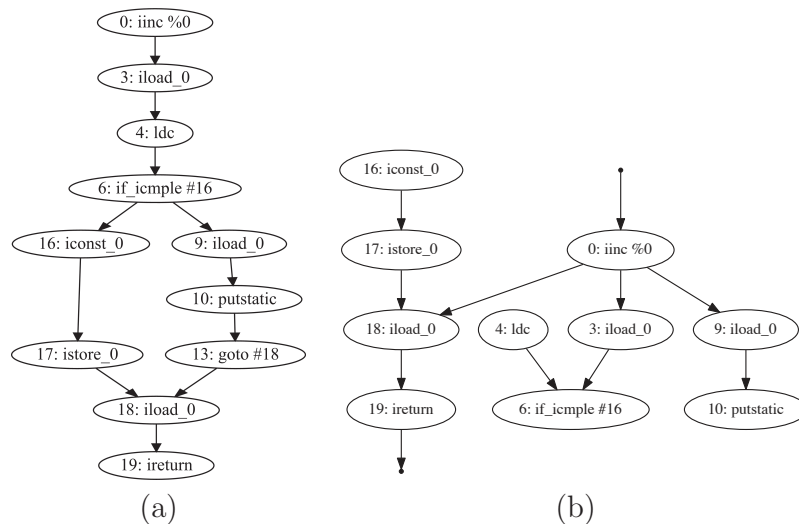 0: iinc %0
3: iload_0
4: ldc
6: if_icmple #16
16: iconst_0
9: iload_0
10: putstatic
17: istore_0
13: goto #18
18: iload_0
19: ireturn
(a)
16: iconst_0
17: istore_0
0: iinc %0
18: iload_0
4: ldc
3: iload_0
9: iload_0
19: ireturn
6: if_icmple #16
10: putstatic
(b)